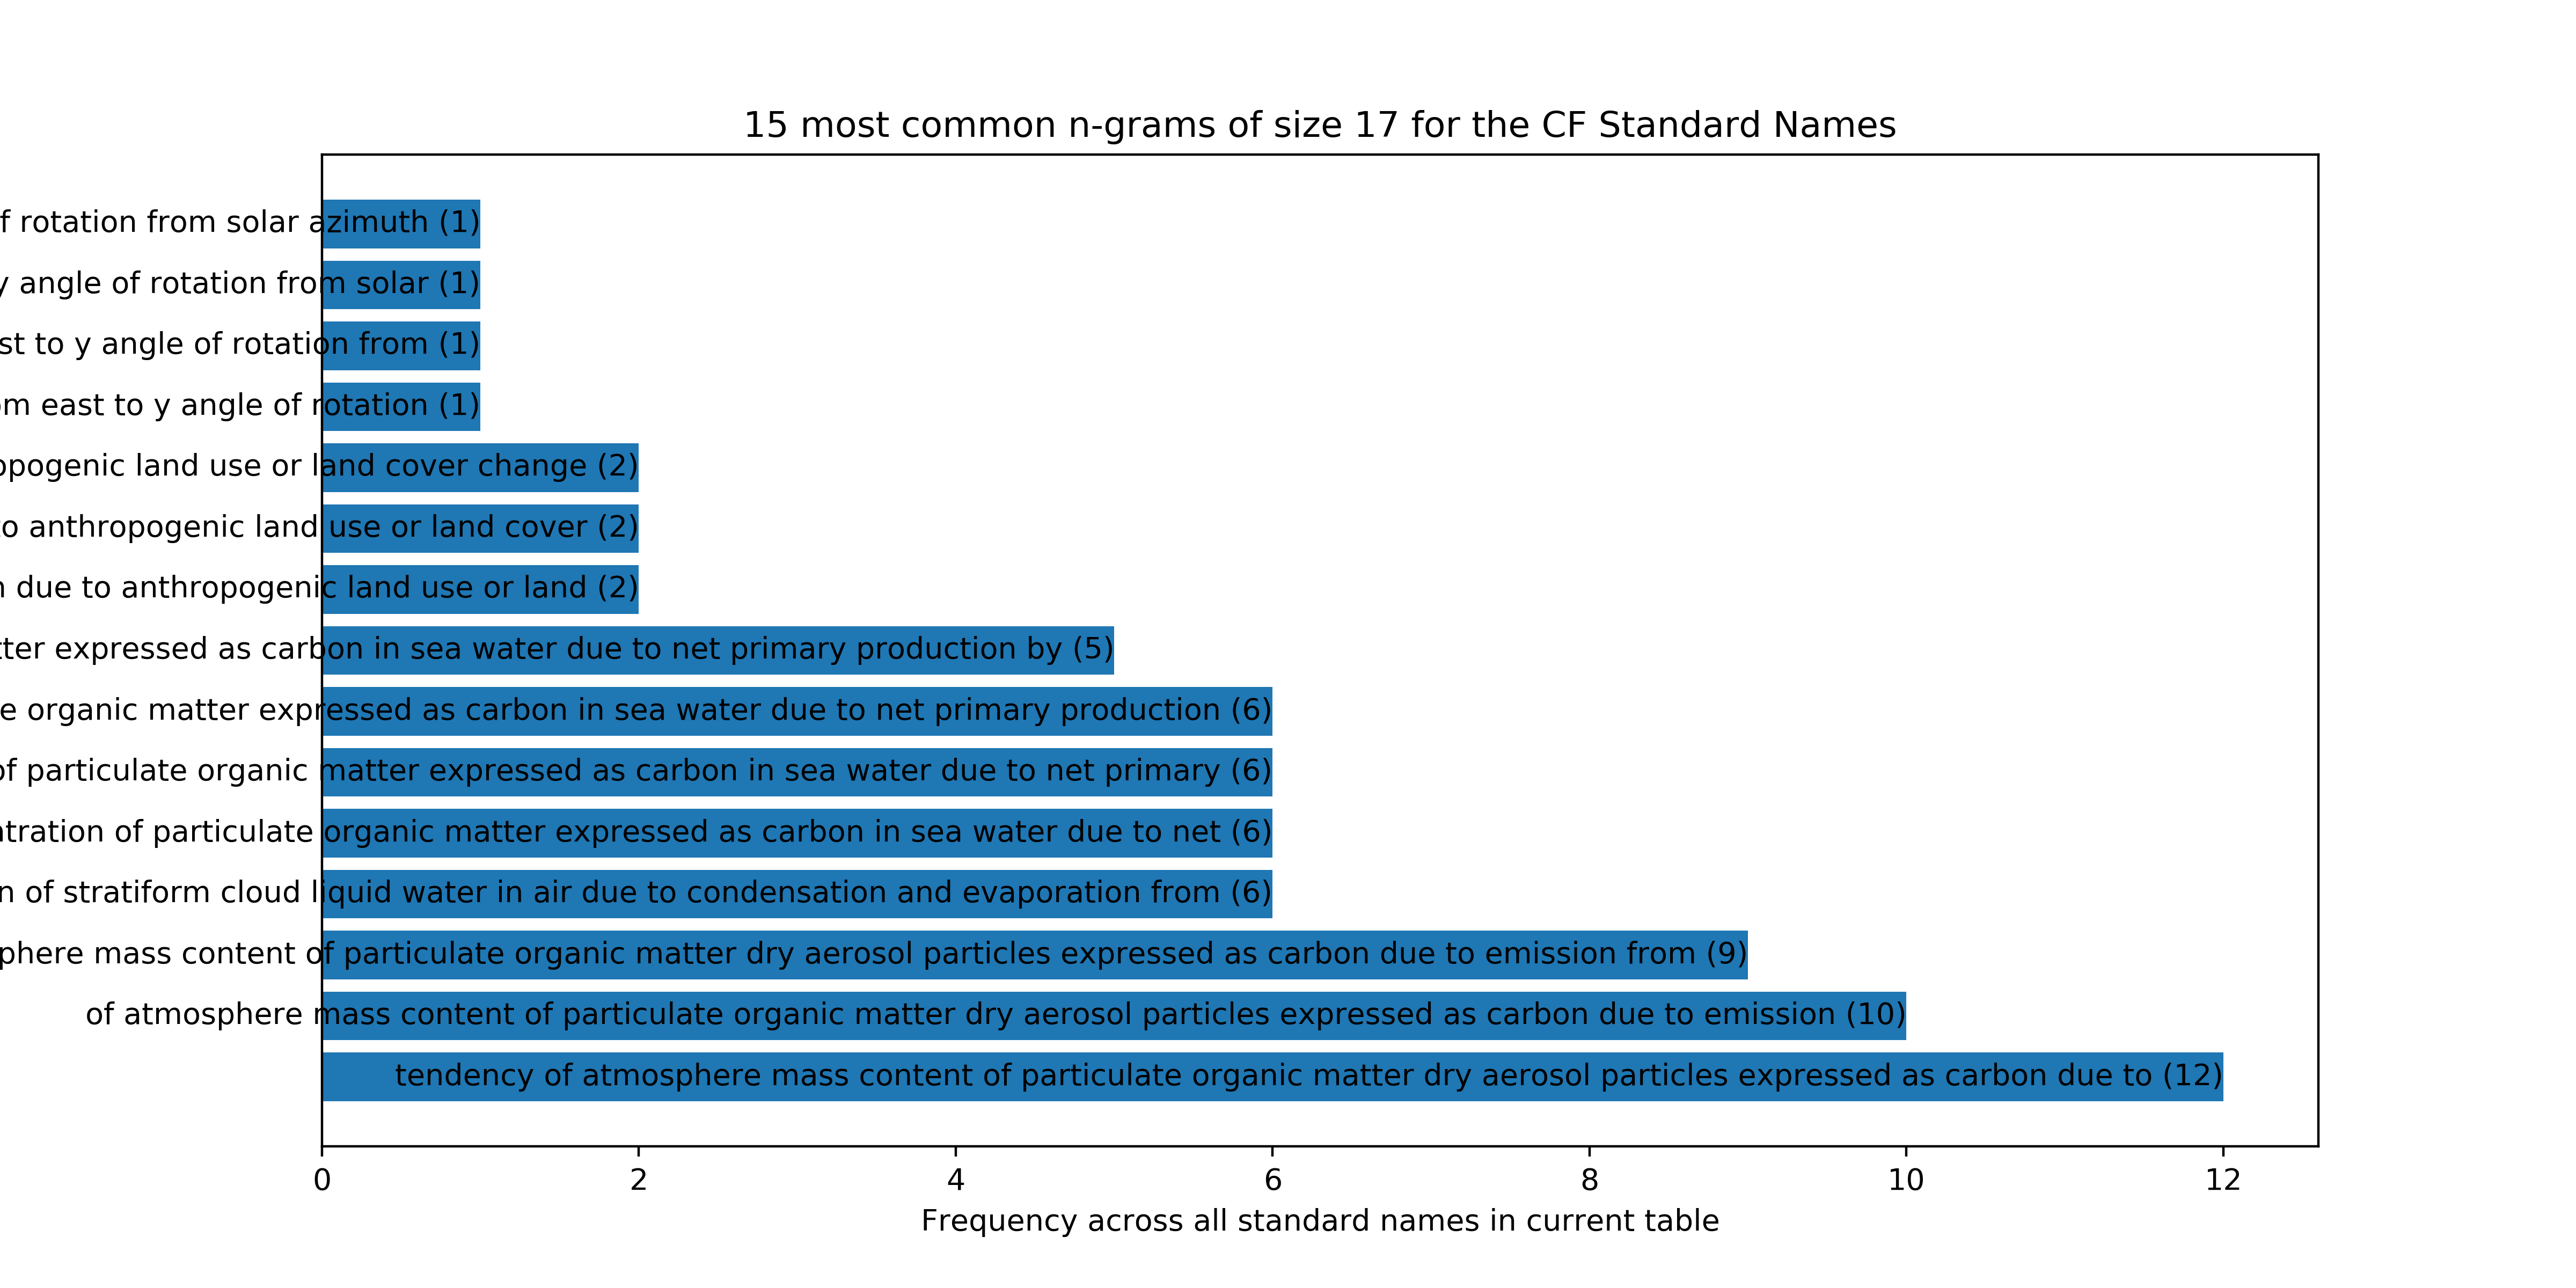 15 most common n-grams of size 17 for the CF Standard Names
rotation from solar azimuth (1)
angle of rotation from solar (1)
to y angle of rotation from (1)
east to y angle of rotation (1)
land use or land cover change (2)
anthropogenic land use or land cover (2)
due to anthropogenic land use or land (2)
expressed as carbon in sea water due to net primary production by (5)
organic matter expressed as carbon in sea water due to net primary production (6)
of particulate organic matter expressed as carbon in sea water due to net primary (6)
of particulate organic matter expressed as carbon in sea water due to net (6)
of stratiform cloud liquid water in air due to condensation and evaporation from (6)
mass content of particulate organic matter dry aerosol particles expressed as carbon due to emission from (9)
of atmosphere mass content of particulate organic matter dry aerosol particles expressed as carbon due to emission (10)
tendency of atmosphere mass content of particulate organic matter dry aerosol particles expressed as carbon due to (12)
0 2 4 6 8 10 12
Frequency across all standard names in current table